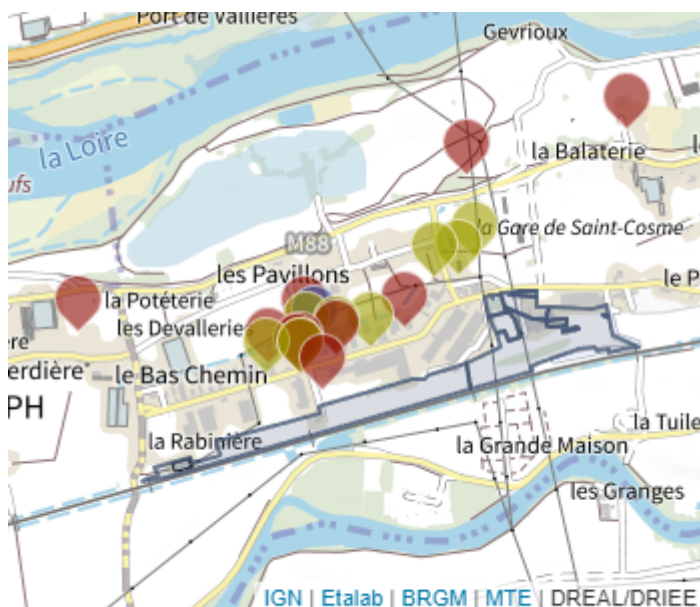 Port de Vallières
Gevrioux
la Loire
la Balaterie
ufs
la Gare de Saint-Cosme
M88
les Pavillons
le P
la Potéterie
les Devallerie
erdière
le Bas Chemin
PH
la Rabinière
la Tuile
la Grande Maison
les Granges
IGN | Etalab | BRGM | MTE | DREAL/DRIEE